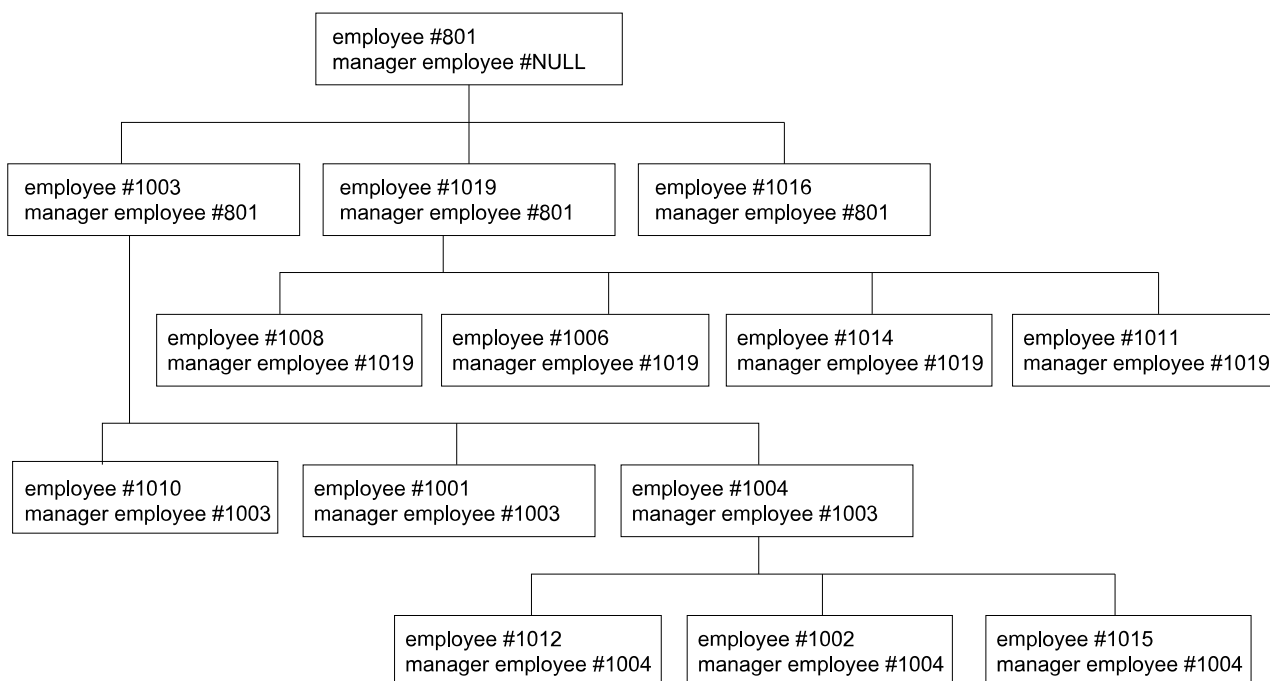 employee #801
manager employee #NULL
employee #1003
manager employee #801
employee #1019
manager employee #801
employee #1016
manager employee #801
employee #1008
manager employee #1019
employee #1006
manager employee #1019
employee #1014
manager employee #1019
employee #1011
manager employee #1019
employee #1010
manager employee #1003
employee #1001
manager employee #1003
employee #1004
manager employee #1003
employee #1012
manager employee #1004
employee #1002
manager employee #1004
employee #1015
manager employee #1004